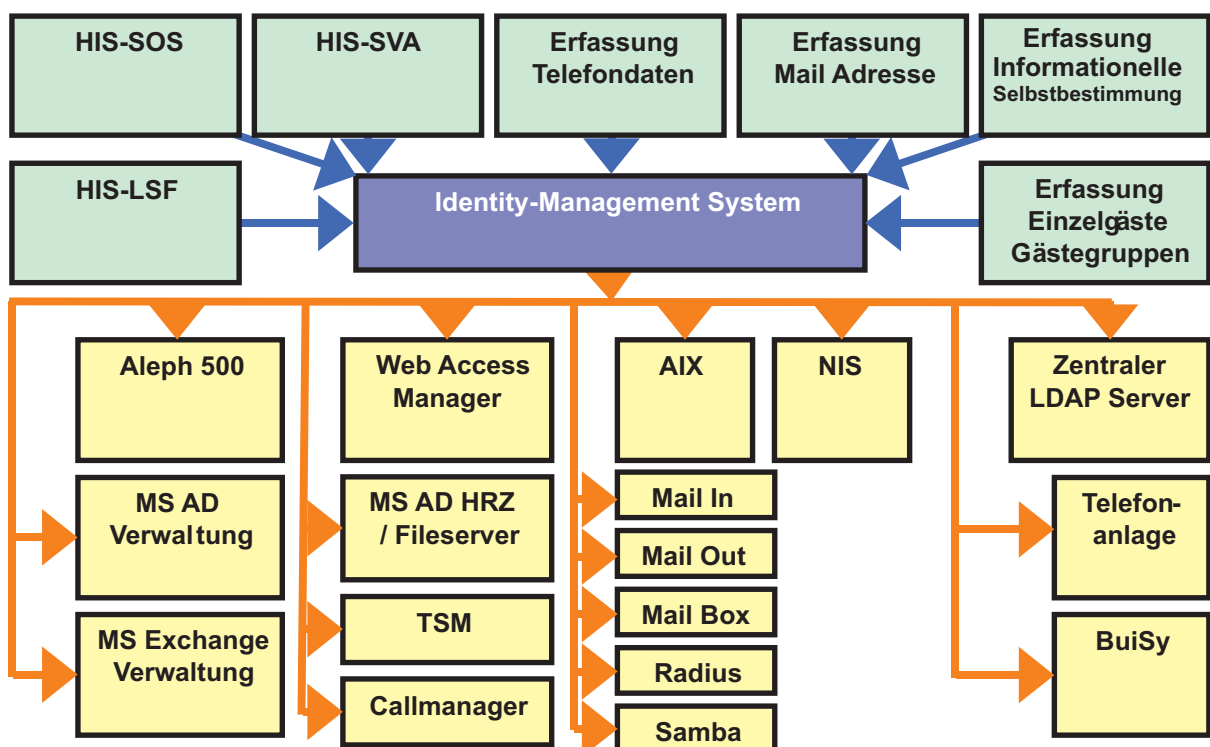 HIS-SOS
HIS-SVA
Erfassung
Telefondaten
Erfassung
Mail Adresse
Erfassung
Informationelle
Selbstbestimmung
HIS-LSF
Identity-Management System
Erfassung
Einzelgäste
Gästegruppen
Aleph 500
Web Access
Manager
AIX
NIS
Zentraler
LDAP Server
MS AD
Verwaltung
MS AD HRZ
/ Fileserver
Mail In
Mail Out
Telefon-
anlage
MS Exchange
Verwaltung
TSM
Callmanager
Mail Box
Radius
Samba
BuiSy